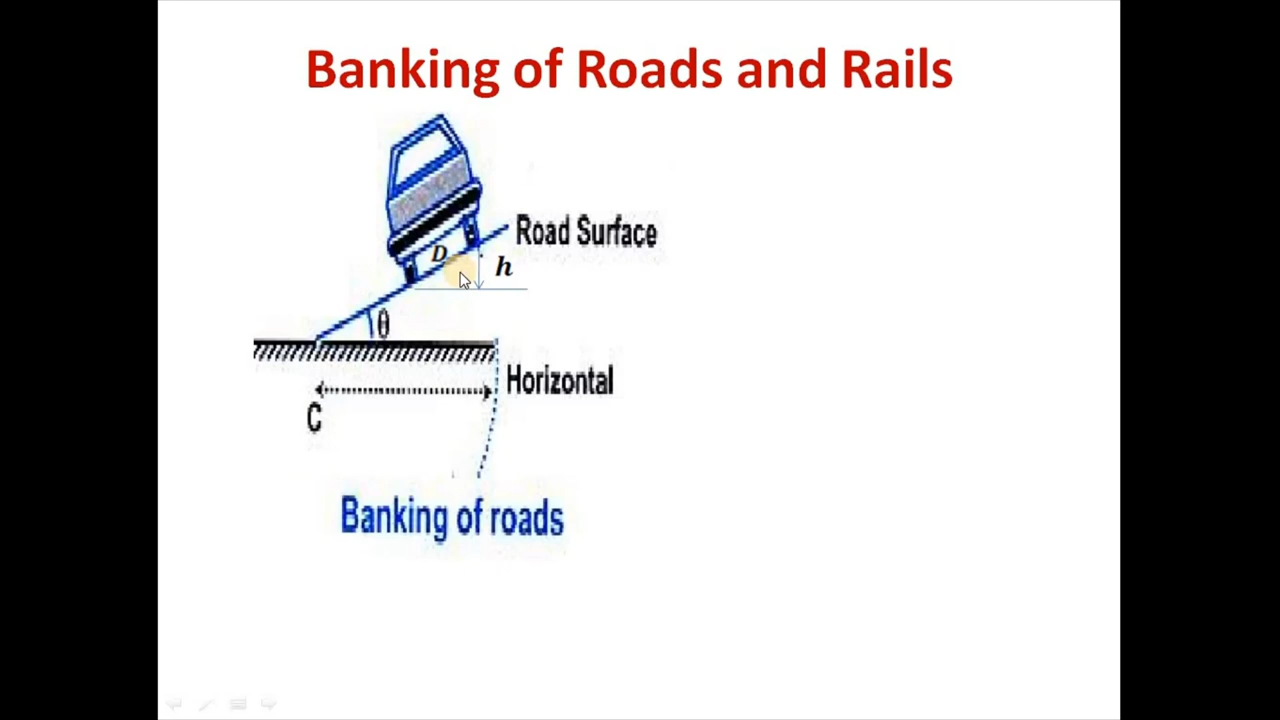 Banking of Roads and Rails
Road Surface
D
h
θ
Horizontal
C
Banking of roads